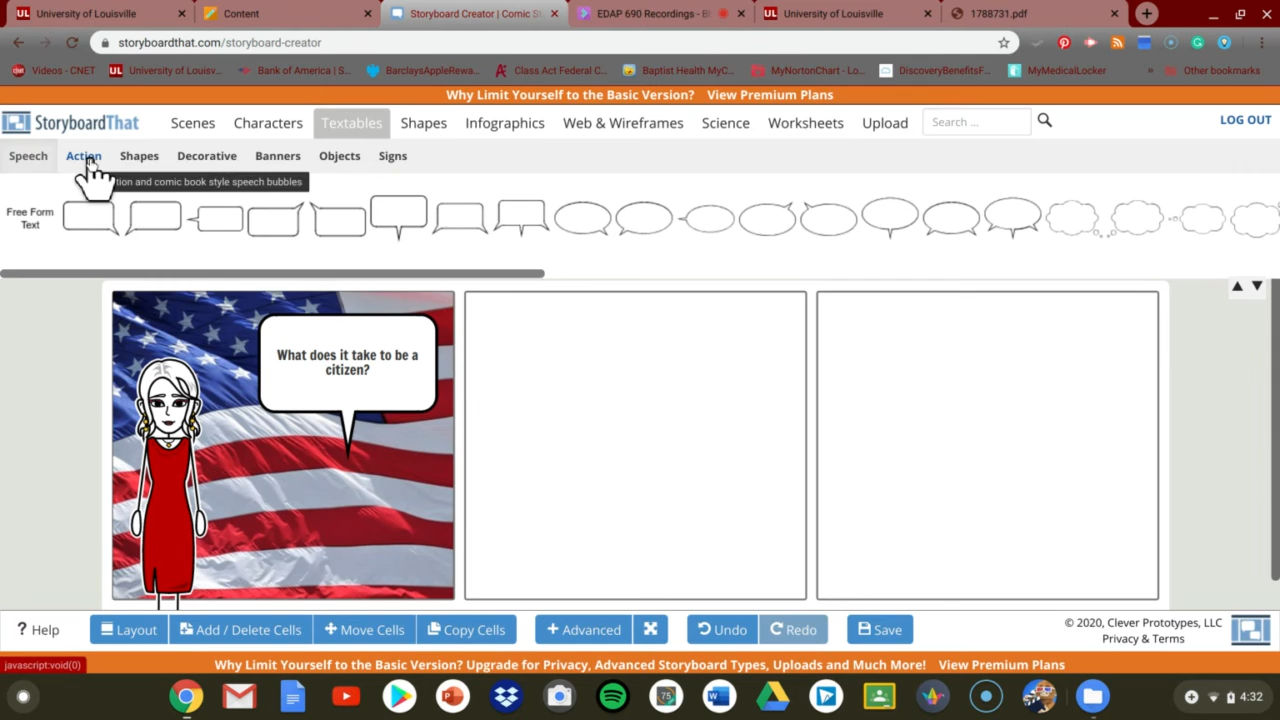 University of Louisville
Content
Storyboard Creator | Comic St
EDAP 690 Recordings - B
University of Louisville
1788731.pdf
storyboardthat.com/storyboard-creator
Videos - CNET
University of Louisv...
Bank of America | S...
BarclaysAppleRewa...
Class Act Federal C...
Baptist Health MyC...
MyNortonChart - Lo...
DiscoveryBenefitsF...
MyMedicalLocker
»
Other bookmarks
Why Limit Yourself to the Basic Version? View Premium Plans
StoryboardThat
Scenes
Characters
Textables
Shapes
Infographics
Web & Wireframes
Science
Worksheets
Upload
Search ...
LOG OUT
Speech
Action
Shapes
Decorative
Banners
Objects
Signs
tion and comic book style speech bubbles
Free Form
Text
What does it take to be a
citizen?
? Help
Layout
Add / Delete Cells
Move Cells
Copy Cells
Advanced
Undo
Redo
Save
© 2020, Clever Prototypes, LLC
Privacy & Terms
javascript:void(0)
Why Limit Yourself to the Basic Version? Upgrade for Privacy, Advanced Storyboard Types, Uploads and Much More! View Premium Plans
75
4:32